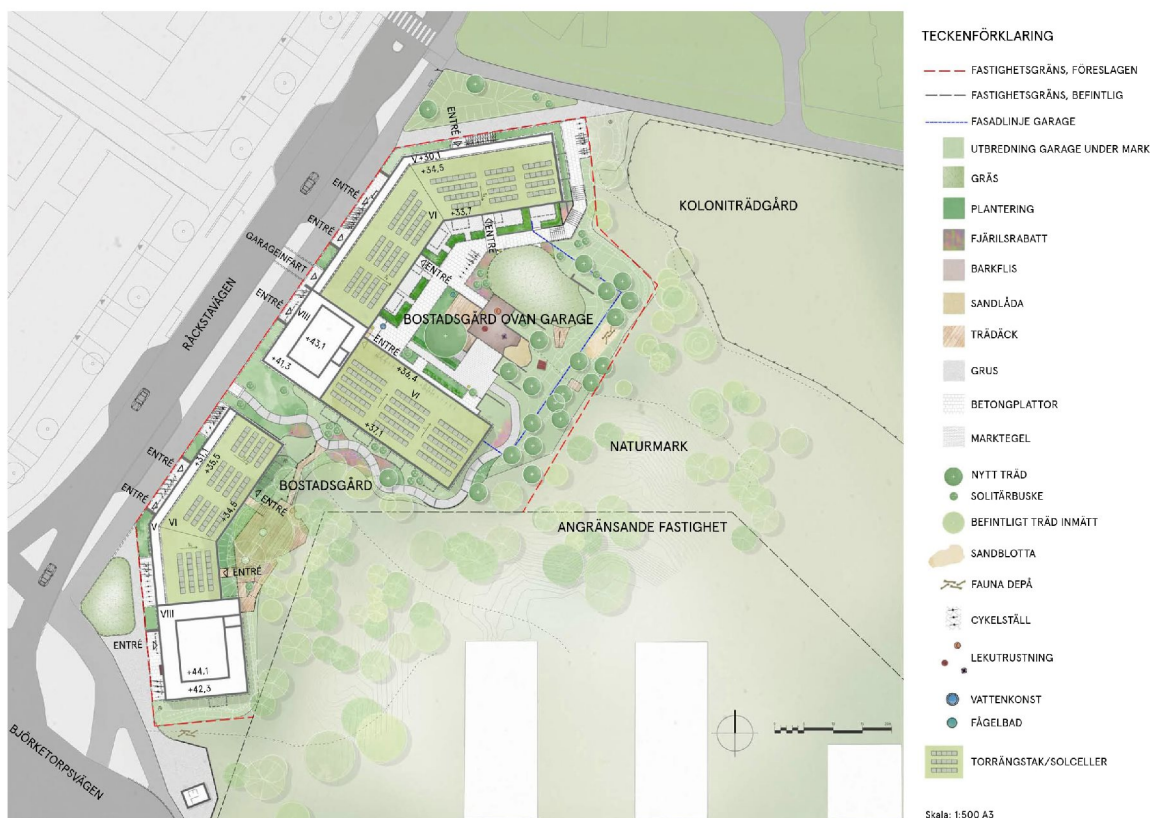 ENTRÉ
V +30,1
+34,5
ENTRÉ
VI
+33,7
KOLONITRÄDGÅRD
ENTRÉ
ENTRÉ
GARAGEINFART
ENTRÉ
ENTRÉ
RÅCKSTAVÄGEN
VIII
+43,1
BOSTADSGÅRD OVAN GARAGE
+41,3
ENTRÉ
+36,4
VI
+37,1
NATURMARK
+31,1
ENTRÉ
+35,5
BOSTADSGÅRD
ENTRÉ
ENTRÉ
+34,5
V
VI
ANGRÄNSANDE FASTIGHET
ENTRÉ
VIII
ENTRÉ
+44,1
+42,3
BJÖRKETORPSVÄGEN
TECKENFÖRKLARING
FASTIGHETSGRÄNS, FÖRESLAGEN
FASTIGHETSGRÄNS, BEFINTLIG
FASADLINJE GARAGE
UTBREDNING GARAGE UNDER MARK
GRÄS
PLANTERING
FJÄRILSRABATT
BARKFLIS
SANDLÅDA
TRÄDÄCK
GRUS
BETONGPLATTOR
MARKTEGEL
NYTT TRÄD
SOLITÄRBUSKE
BEFINTLIGT TRÄD INMÄTT
SANDBLOTTA
FAUNA DEPÅ
CYKELSTÄLL
LEKUTRUSTNING
VATTENKONST
FÅGELBAD
TORRÄNGSTAK/SOLCELLER
Skala: 1:500 A3